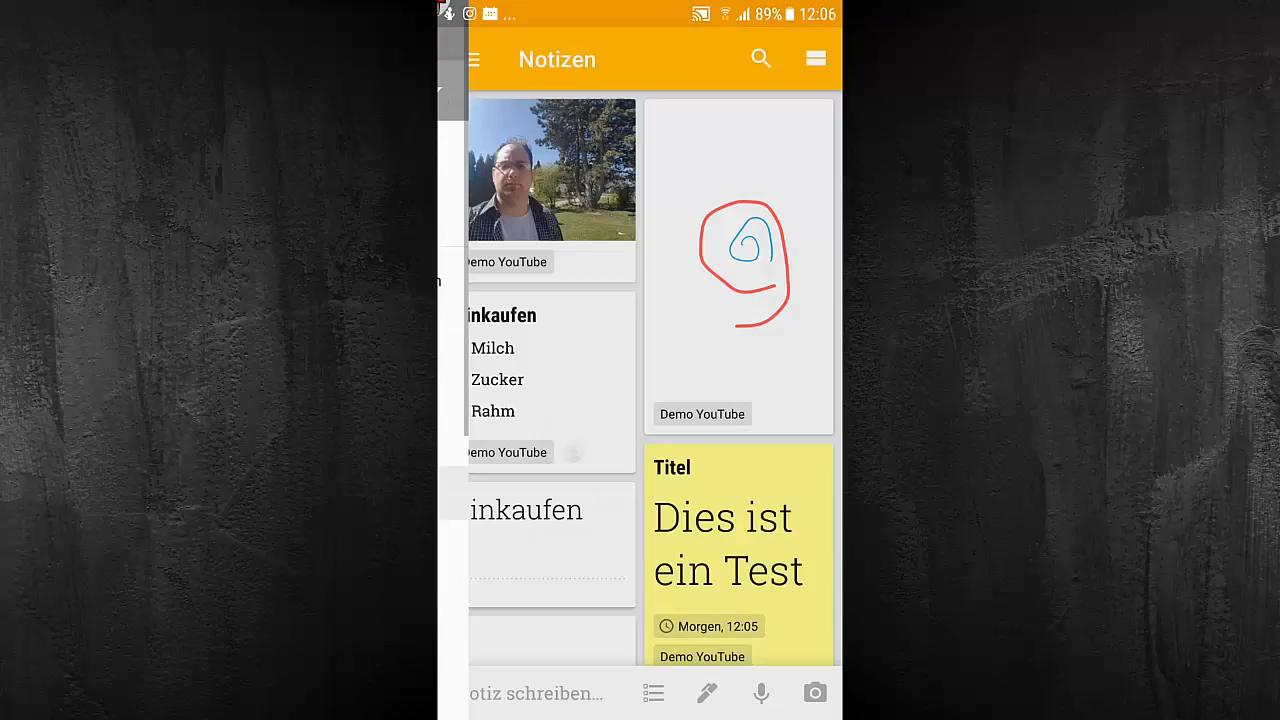 ... 89% 12:06
Notizen
Demo YouTube
inkaufen
Milch
Zucker
Rahm
Demo YouTube
inkaufen
Demo YouTube
Titel
Dies ist
ein Test
Morgen, 12:05
Demo YouTube
otiz schreiben...